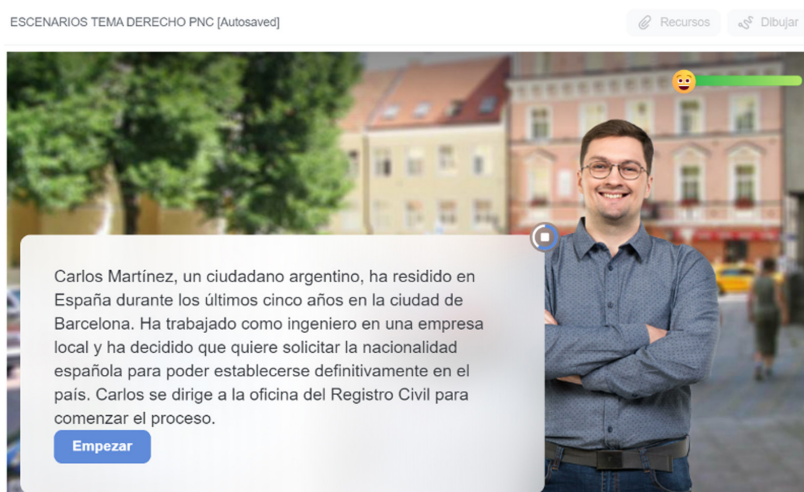 ESCENARIOS TEMA DERECHO PNC [Autosaved]
Recursos
Dibujar
Carlos Martínez, un ciudadano argentino, ha residido en
España durante los últimos cinco años en la ciudad de
Barcelona. Ha trabajado como ingeniero en una empresa
local y ha decidido que quiere solicitar la nacionalidad
española para poder establecerse definitivamente en el
país. Carlos se dirige a la oficina del Registro Civil para
comenzar el proceso.
Empezar